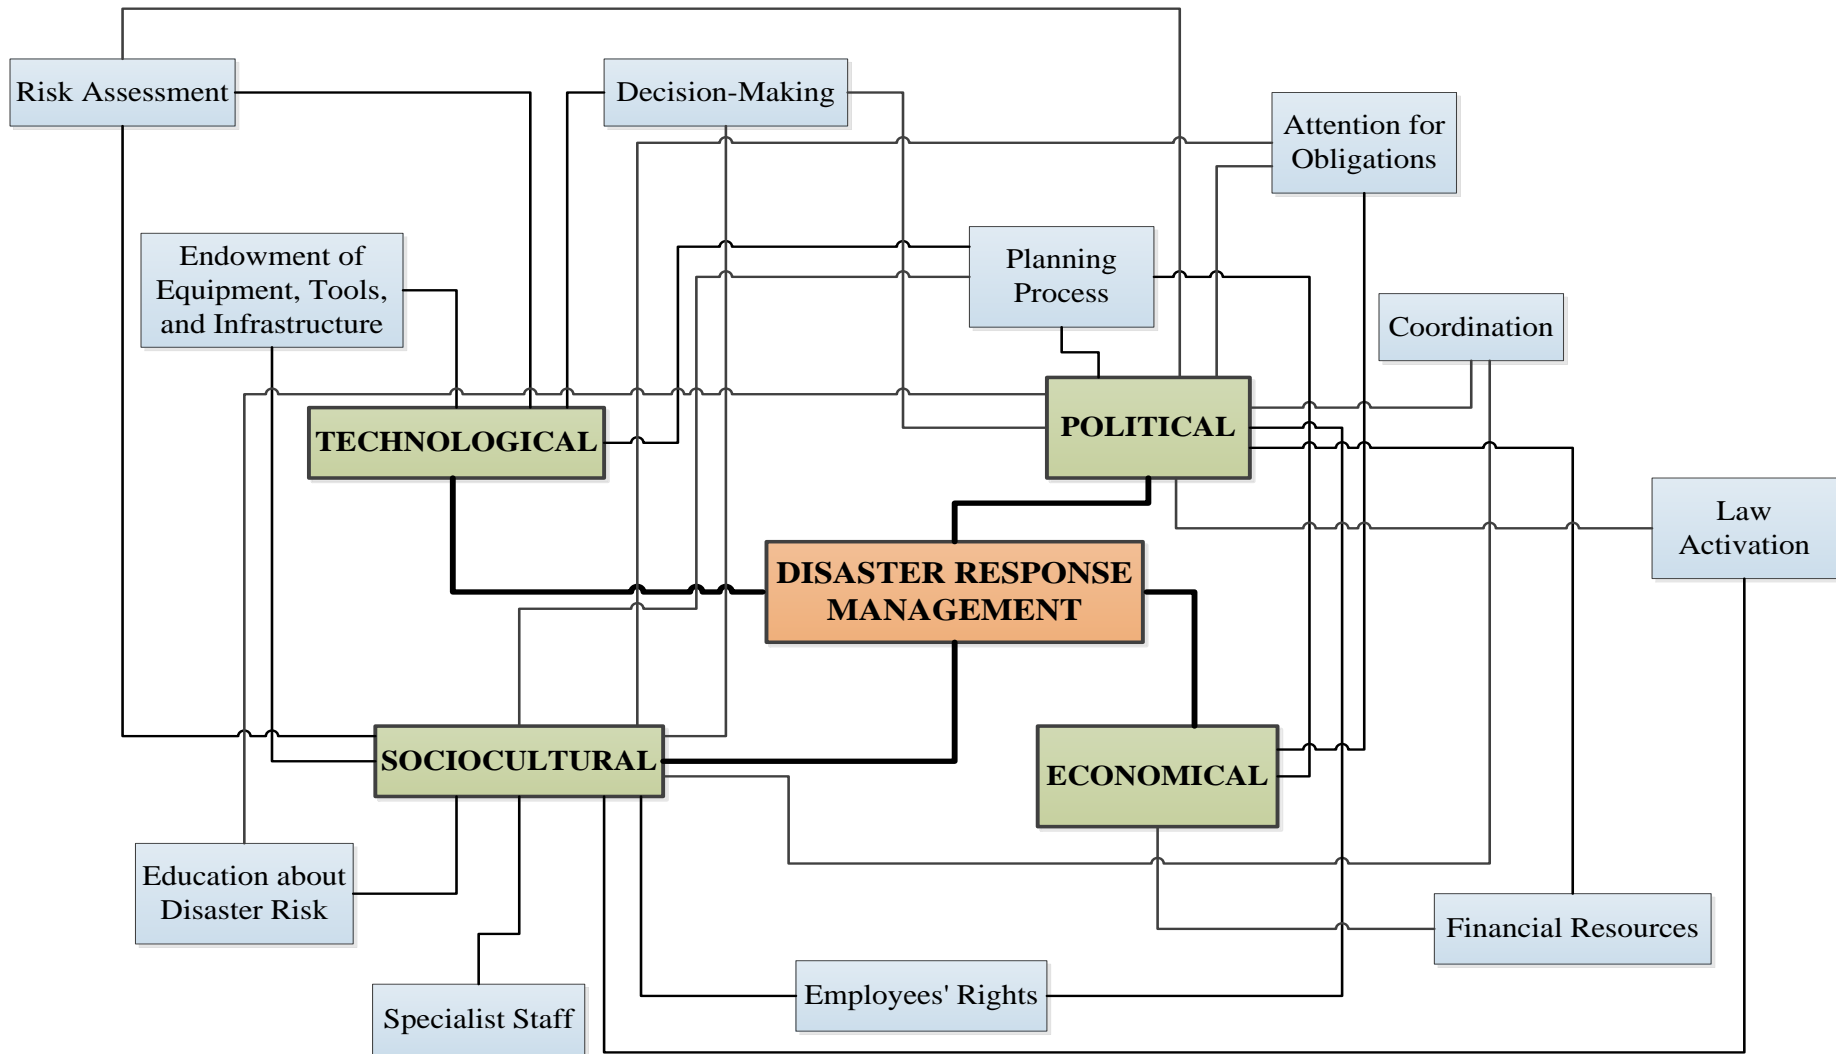 Risk Assessment
Decision-Making
Attention for
Obligations
Endowment of
Equipment, Tools,
and Infrastructure
Planning
Process
Coordination
TECHNOLOGICAL
POLITICAL
Law
Activation
DISASTER RESPONSE
MANAGEMENT
SOCIOCULTURAL
ECONOMICAL
Education about
Disaster Risk
Financial Resources
Specialist Staff
Employees' Rights